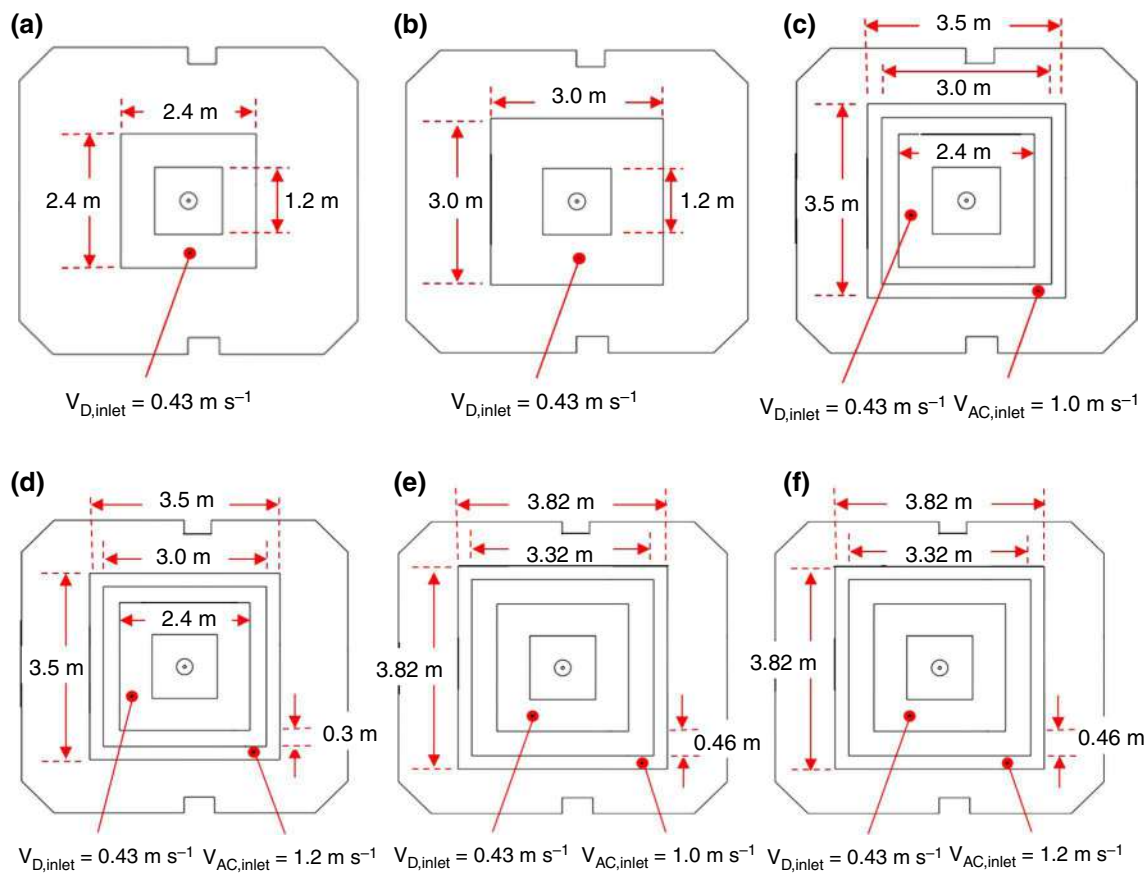 (a)
2.4 m
2.4 m
1.2 m
V_D,inlet = 0.43 m s⁻¹
(b)
3.0 m
3.0 m
1.2 m
V_D,inlet = 0.43 m s⁻¹
(c)
3.5 m
3.0 m
2.4 m
3.5 m
V_D,inlet = 0.43 m s⁻¹ V_AC,inlet = 1.0 m s⁻¹
(d)
3.5 m
3.0 m
2.4 m
3.5 m
0.3 m
V_D,inlet = 0.43 m s⁻¹ V_AC,inlet = 1.2 m s⁻¹
(e)
3.82 m
3.32 m
3.82 m
0.46 m
V_D,inlet = 0.43 m s⁻¹ V_AC,inlet = 1.0 m s⁻¹
(f)
3.82 m
3.32 m
3.82 m
0.46 m
V_D,inlet = 0.43 m s⁻¹ V_AC,inlet = 1.2 m s⁻¹